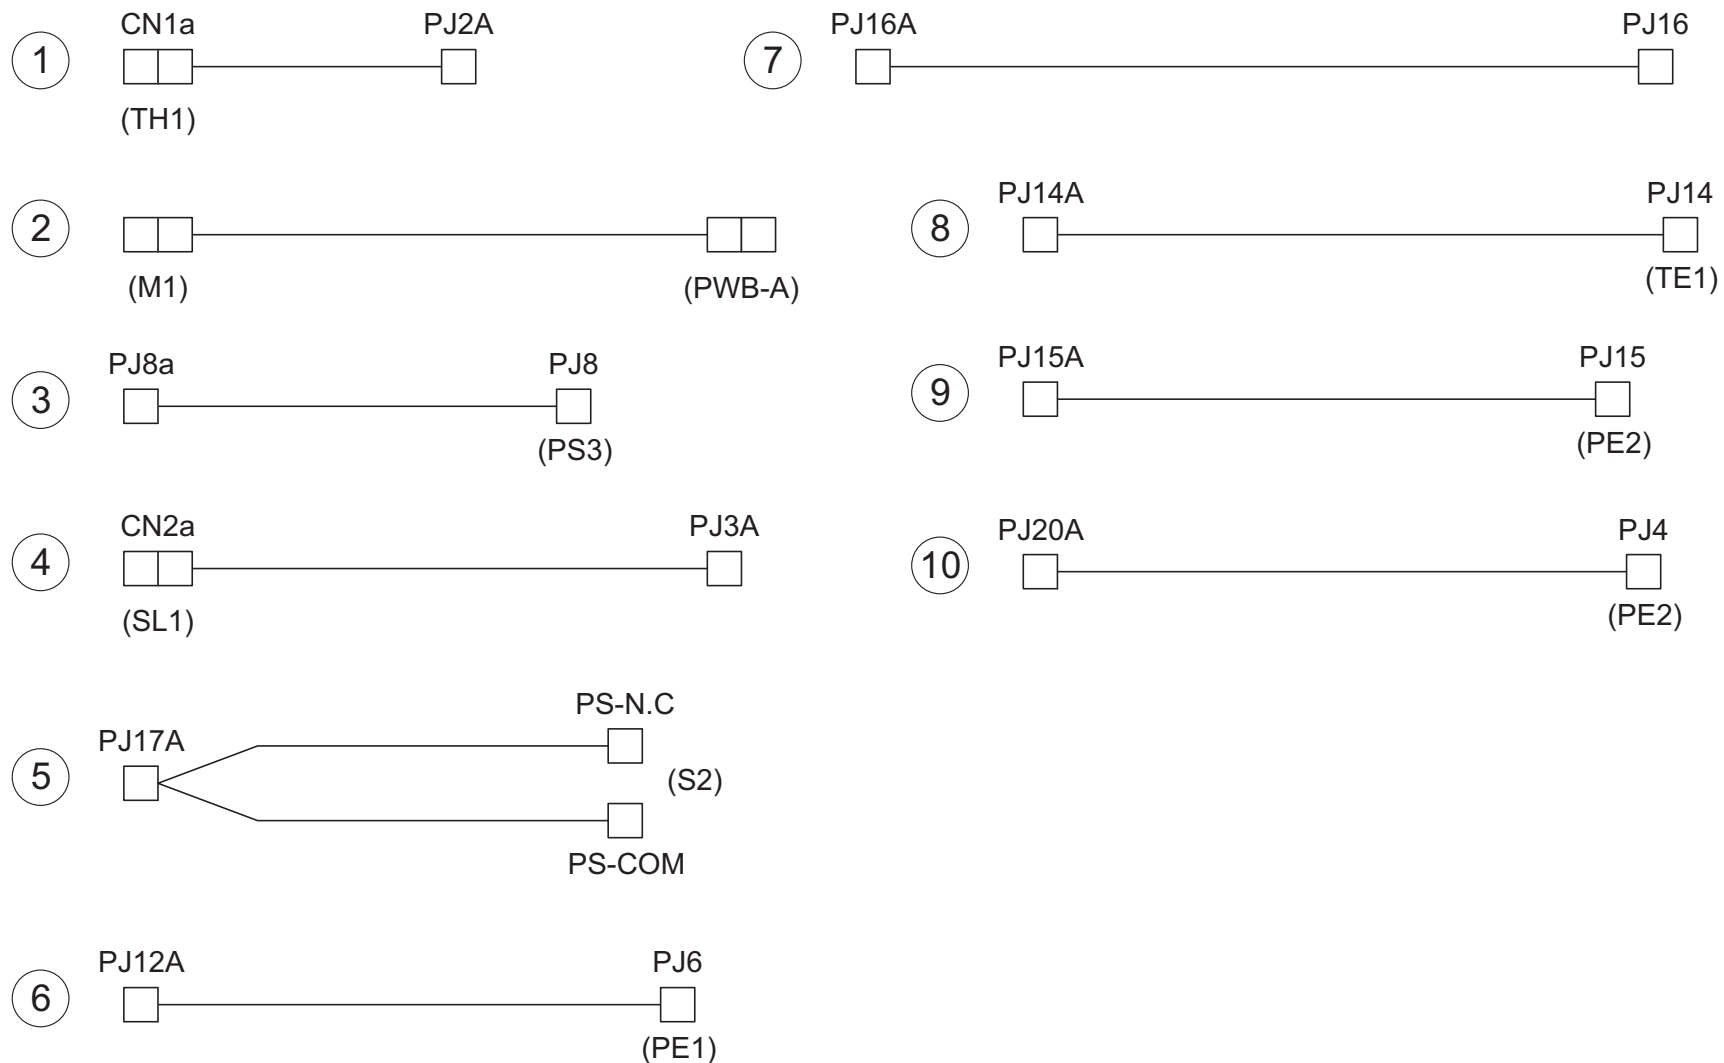 1
CN1a
PJ2A
(TH1)
2
(M1)
(PWB-A)
3
PJ8a
PJ8
(PS3)
4
CN2a
PJ3A
(SL1)
5
PJ17A
PS-N.C
(S2)
PS-COM
6
PJ12A
PJ6
(PE1)
7
PJ16A
PJ16
8
PJ14A
PJ14
(TE1)
9
PJ15A
PJ15
(PE2)
10
PJ20A
PJ4
(PE2)